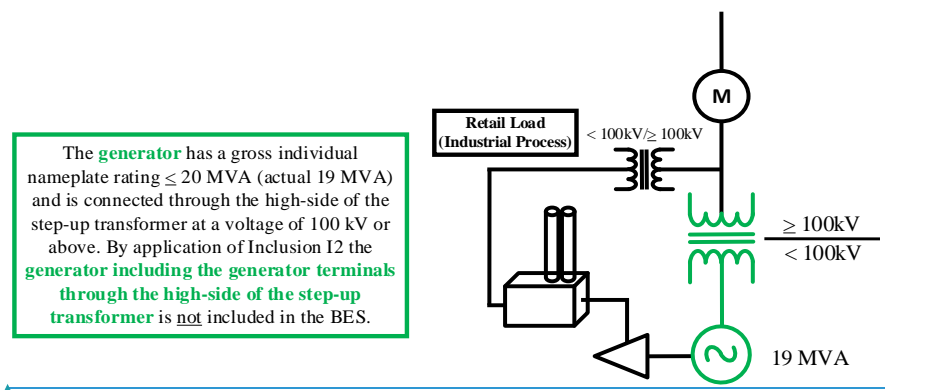 The generator has a gross individual
nameplate rating ≤ 20 MVA (actual 19 MVA)
and is connected through the high-side of the
step-up transformer at a voltage of 100 kV or
above. By application of Inclusion I2 the
generator including the generator terminals
through the high-side of the step-up
transformer is not included in the BES.
M
Retail Load
(Industrial Process)
< 100kV/≥ 100kV
≥ 100kV
< 100kV
19 MVA